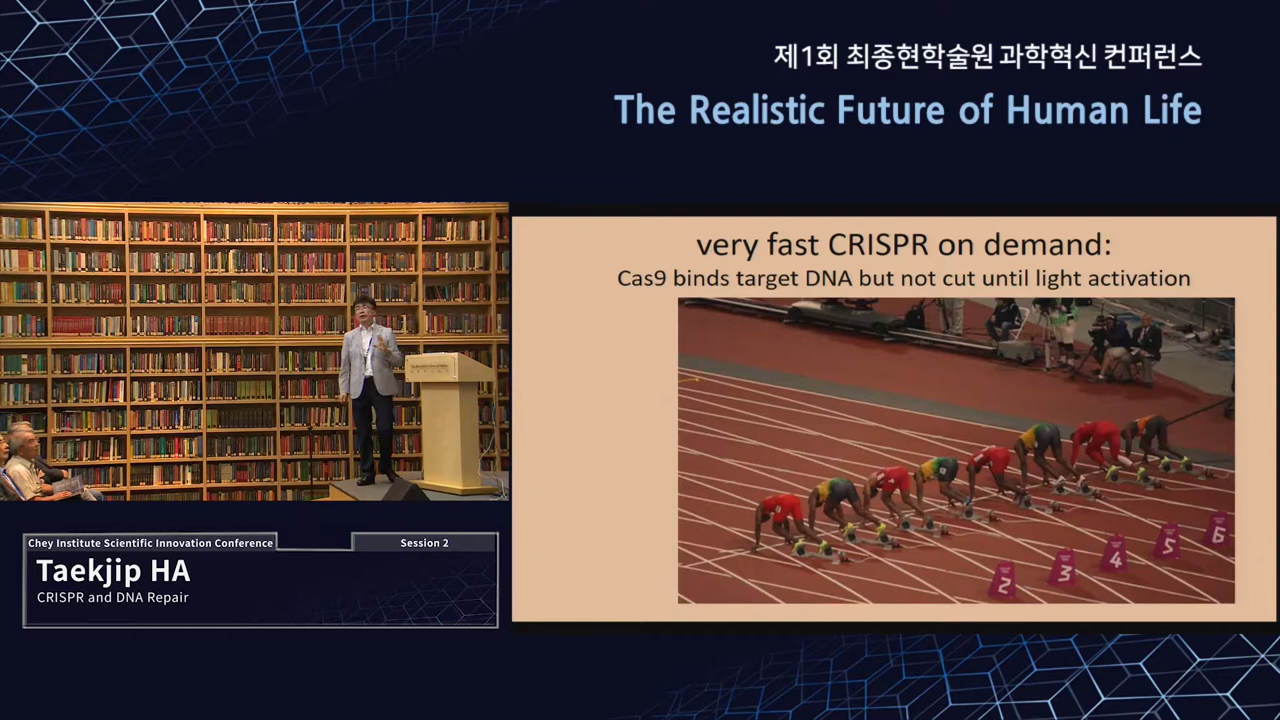 제1회 최종현학술원 과학혁신 컨퍼런스
The Realistic Future of Human Life
very fast CRISPR on demand:
Cas9 binds target DNA but not cut until light activation
2
3
4
5
6
Chey Institute Scientific Innovation Conference
Session 2
Taekjip HA
CRISPR and DNA Repair